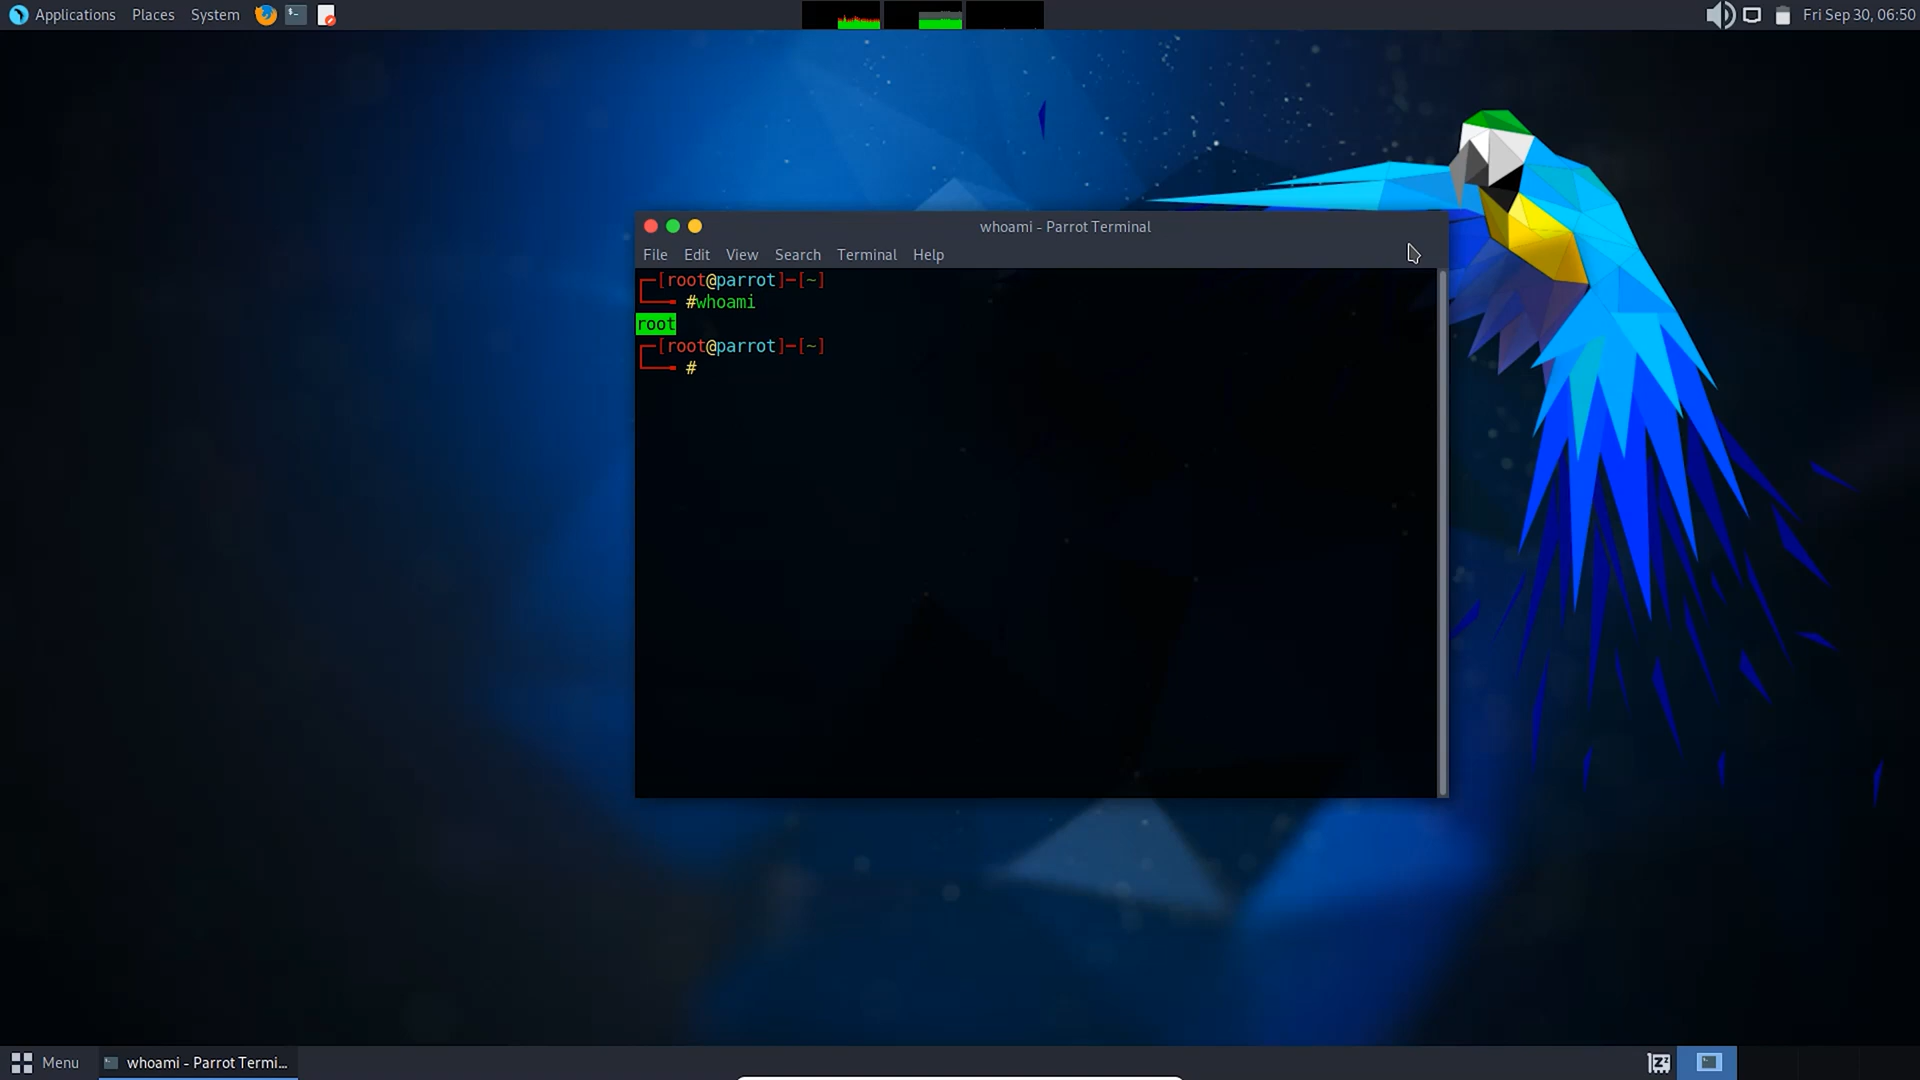 Applications Places System
Fri Sep 30, 06:50
whoami - Parrot Terminal
File Edit View Search Terminal Help
┌─[root@parrot]─[~]
└──╼ #whoami
root
┌─[root@parrot]─[~]
└──╼ #
Menu whoami - Parrot Termi...